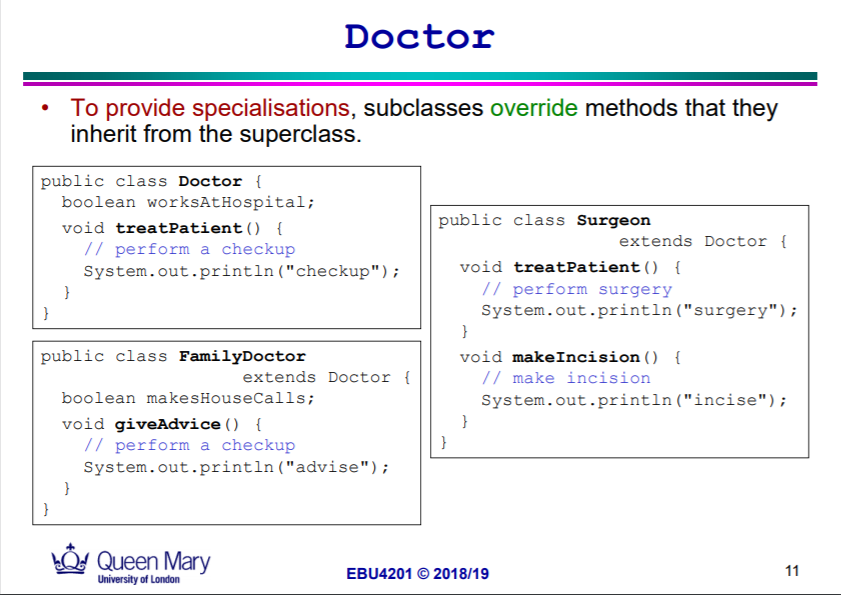 Doctor
• To provide specialisations, subclasses override methods that they
inherit from the superclass.
public class Doctor {
boolean worksAtHospital;
void treatPatient() {
// perform a checkup
System.out.println("checkup");
}
}
public class FamilyDoctor
extends Doctor {
boolean makesHouseCalls;
void giveAdvice() {
// perform a checkup
System.out.println("advise");
}
}
public class Surgeon
extends Doctor {
void treatPatient() {
// perform surgery
System.out.println("surgery");
}
void makeIncision() {
// make incision
System.out.println("incise");
}
}
Queen Mary
University of London
EBU4201 © 2018/19
11